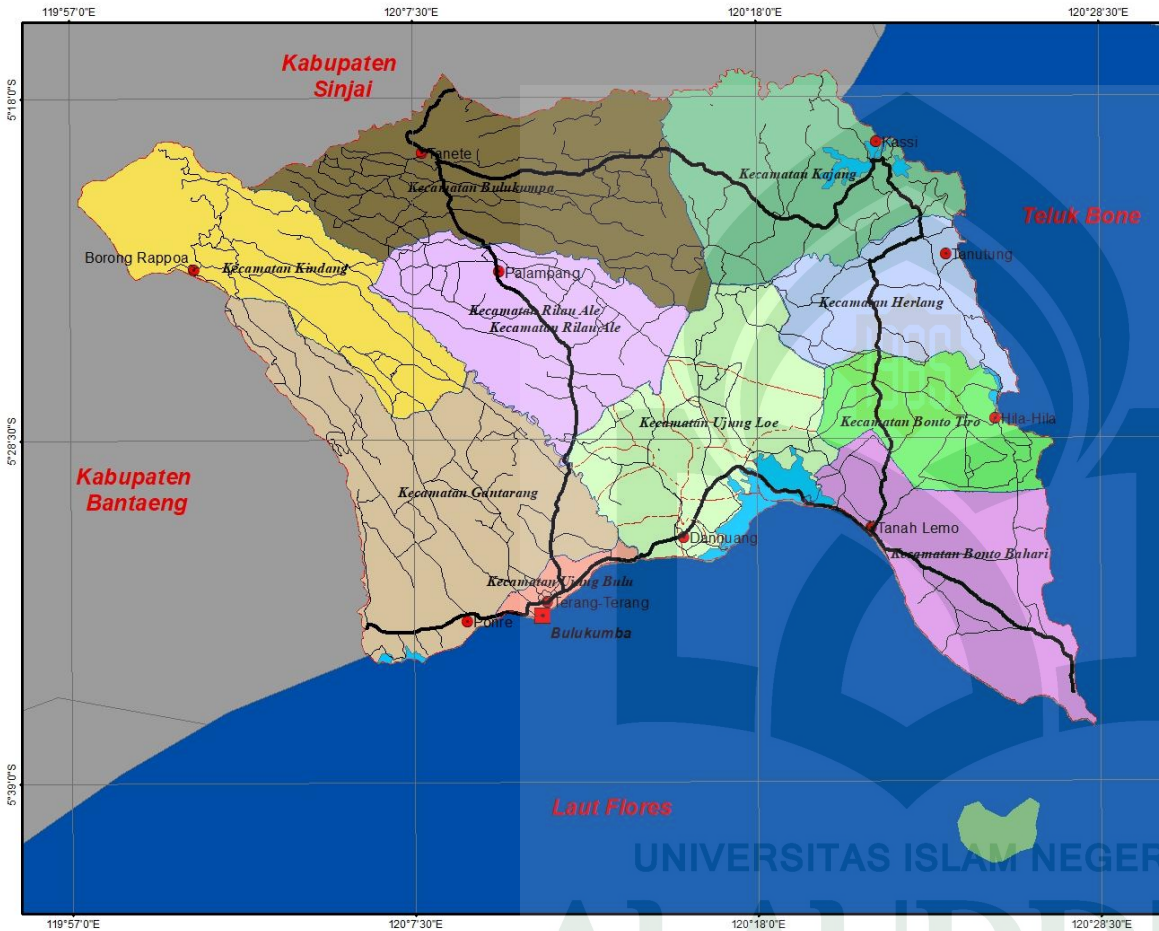 119°57'0"E
120°7'30"E
120°18'0"E
120°28'30"E
5°18'0"S
5°28'30"S
5°39'0"S
Kabupaten
Sinjai
Tanete
Kassi
Kecamatan Bulukumpa
Kecamatan Kajang
Teluk Bone
Borong Rappoa
Kecamatan Kindang
Palampang
Tanutung
Kecamatan Rilau Ale
Kecamatan Rilau Ale
Kecamatan Herlang
Kecamatan Ujung Loe
Kecamatan Bonto Tiro
Hila-Hila
Kabupaten
Bantaeng
Kecamatan Gantarang
Tanah Lemo
Dannuang
Kecamatan Bonto Bahari
Kecamatan Ujung Bulu
Terang-Terang
Ponre
Bulukumba
Laut Flores
UNIVERSITAS ISLAM NEGER
119°57'0"E
120°7'30"E
120°18'0"E
120°28'30"E